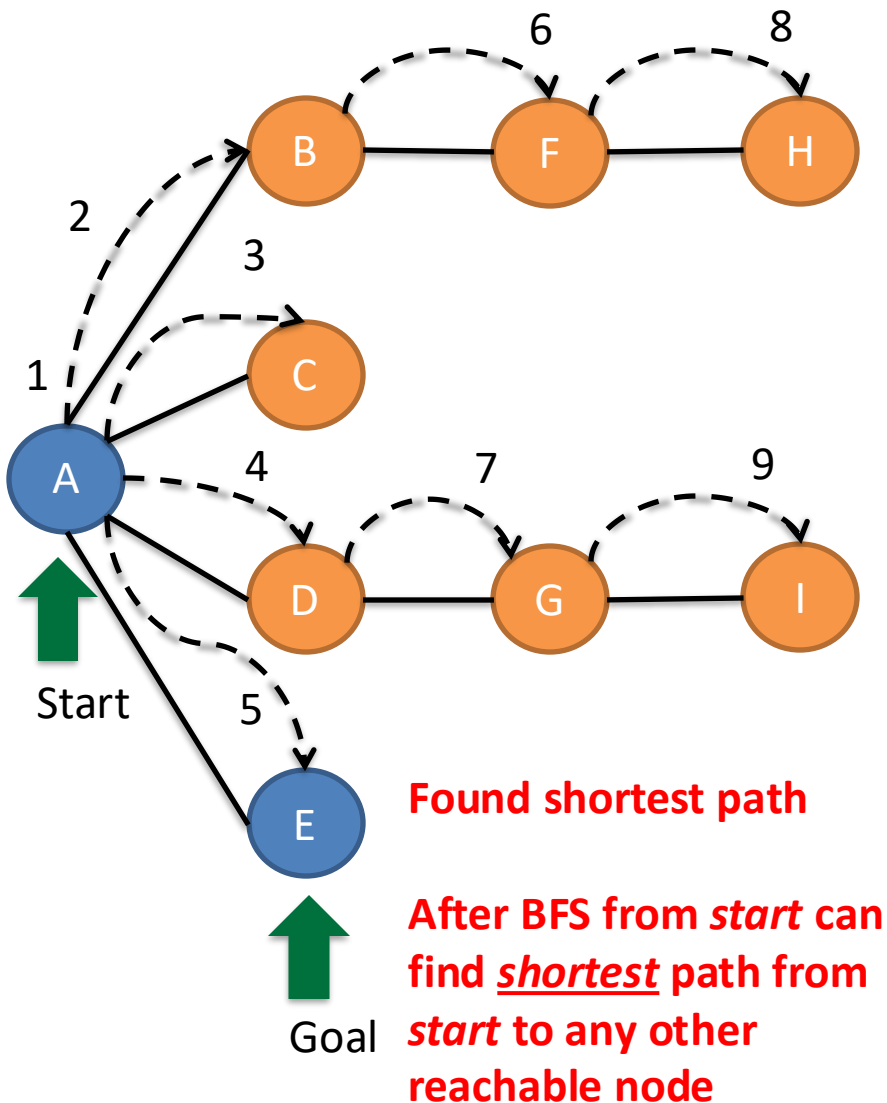 6 8
B F H
2
3
1
C
A
4 7 9
D G I
Start
5
E
Found shortest path
After BFS from start can
find shortest path from
start to any other
reachable node
Goal